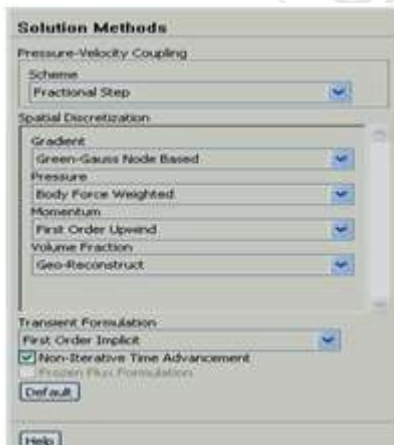 Solution Methods
Pressure-Velocity Coupling
Scheme
Fractional Step
Spatial Discretization
Gradient
Green-Gauss Node Based
Pressure
Body Force Weighted
Momentum
First Order Upwind
Volume Fraction
Geo-Reconstruct
Transient Formulation
First Order Implicit
Non-Iterative Time Advancement
Frozen Flux Formulation
Default
Help